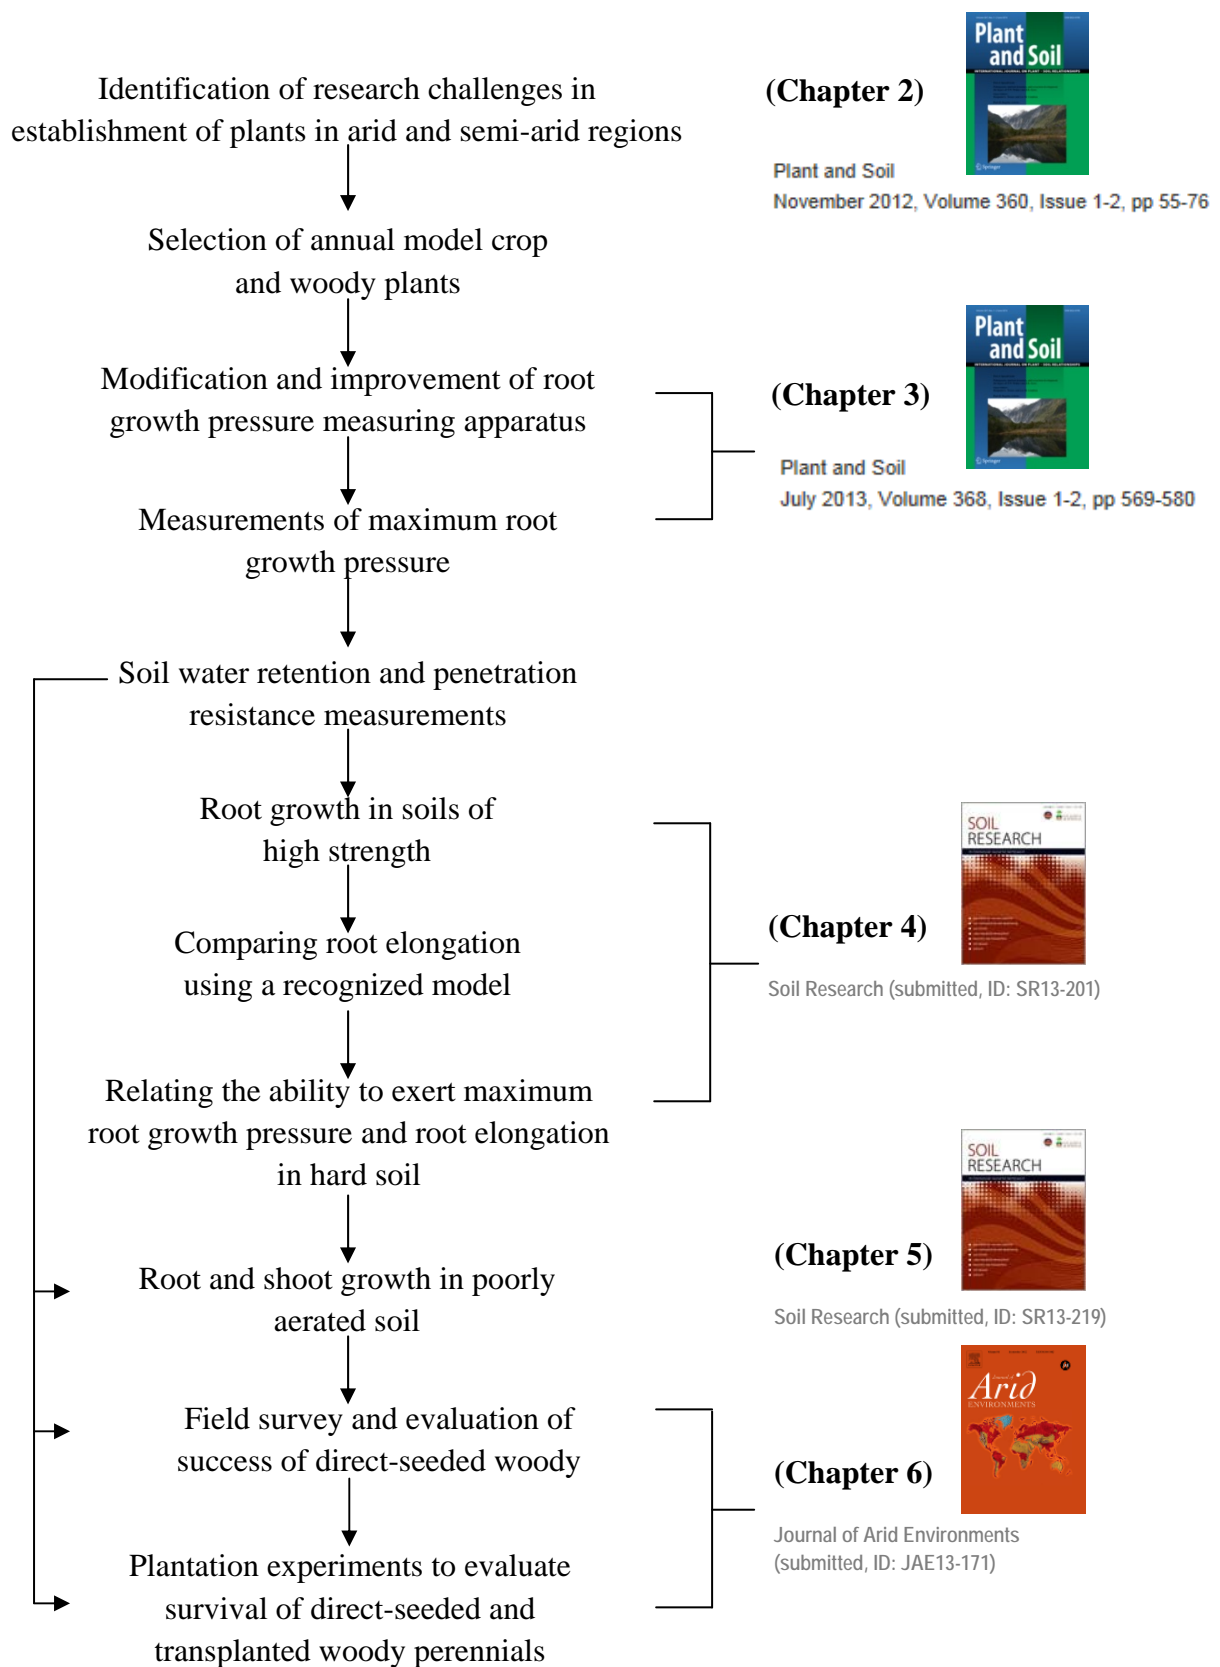 Identification of research challenges in
establishment of plants in arid and semi-arid regions
(Chapter 2)
Plant
and Soil
Plant and Soil
November 2012, Volume 360, Issue 1-2, pp 55-76
Selection of annual model crop
and woody plants
Modification and improvement of root
growth pressure measuring apparatus
(Chapter 3)
Plant
and Soil
Plant and Soil
July 2013, Volume 368, Issue 1-2, pp 569-580
Measurements of maximum root
growth pressure
Soil water retention and penetration
resistance measurements
Root growth in soils of
high strength
Comparing root elongation
using a recognized model
Relating the ability to exert maximum
root growth pressure and root elongation
in hard soil
(Chapter 4)
SOIL
RESEARCH
Soil Research (submitted, ID: SR13-201)
Root and shoot growth in poorly
aerated soil
(Chapter 5)
SOIL
RESEARCH
Soil Research (submitted, ID: SR13-219)
Field survey and evaluation of
success of direct-seeded woody
Plantation experiments to evaluate
survival of direct-seeded and
transplanted woody perennials
(Chapter 6)
Arid
ENVIRONMENTS
Journal of Arid Environments
(submitted, ID: JAE13-171)